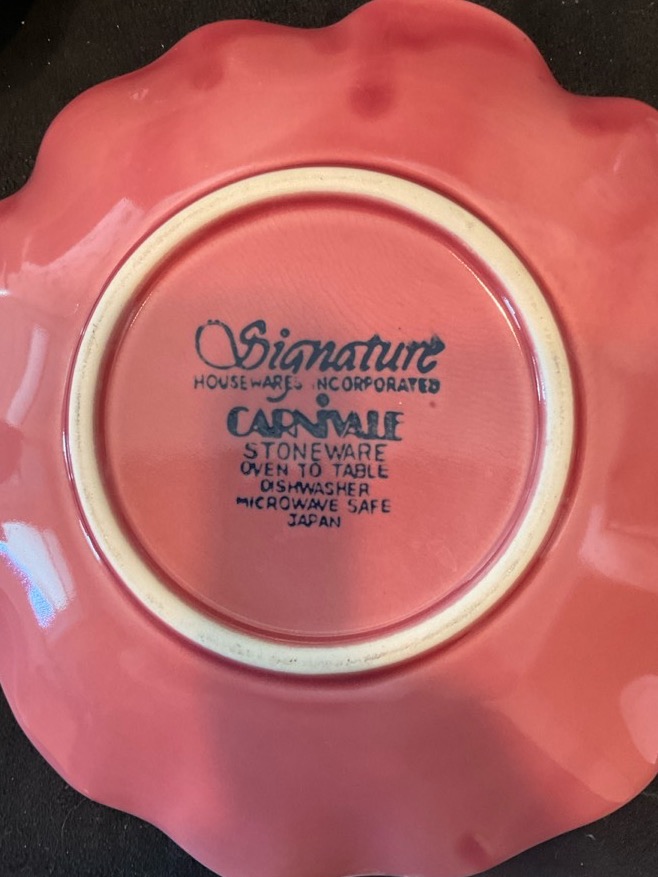 Signature
HOUSEWARES INCORPORATED
CARNIVALE
STONEWARE
OVEN TO TABLE
DISHWASHER
MICROWAVE SAFE
JAPAN